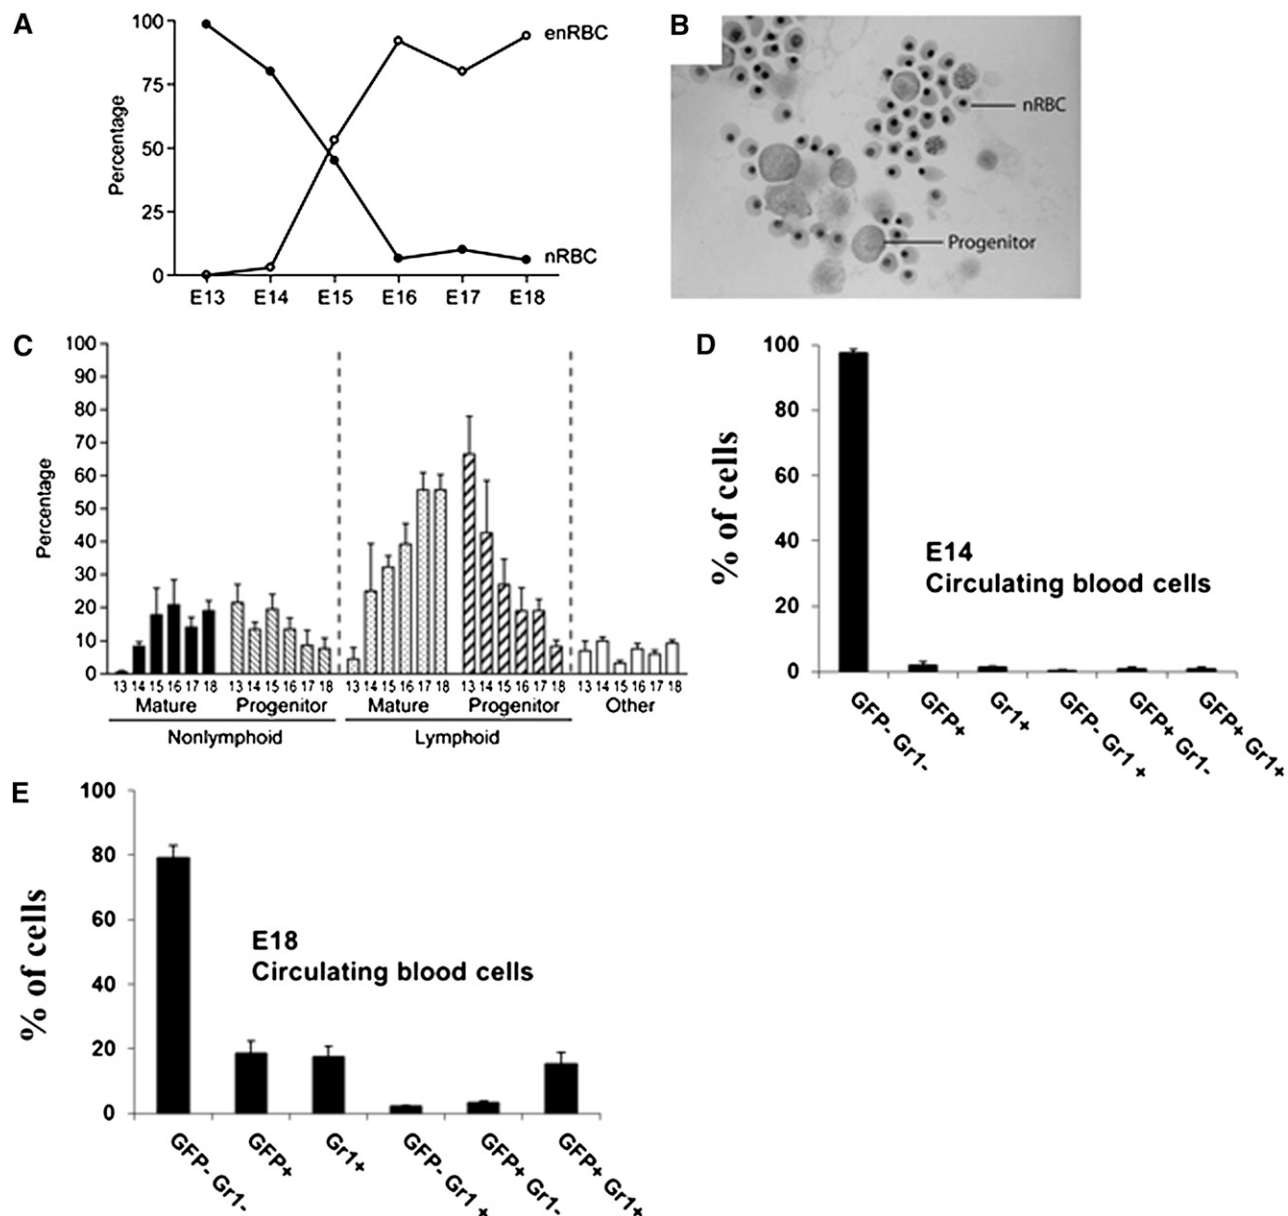 A
100
75
50
25
0
Percentage
enRBC
nRBC
E13 E14 E15 E16 E17 E18
B
nRBC
Progenitor
C
100
90
80
70
60
50
40
30
20
10
0
Percentage
13 14 15 16 17 18 13 14 15 16 17 18 13 14 15 16 17 18 13 14 15 16 17 18 13 14 15 16 17 18
Mature Progenitor Mature Progenitor Other
Nonlymphoid Lymphoid
D
100
80
60
40
20
0
% of cells
E14
Circulating blood cells
GFP- Gr1-
GFP+
Gr1+
GFP- Gr1 +
GFP+ Gr1-
GFP+ Gr1+
E
100
80
60
40
20
0
% of cells
E18
Circulating blood cells
GFP- Gr1-
GFP+
Gr1+
GFP- Gr1 +
GFP+ Gr1-
GFP+ Gr1+